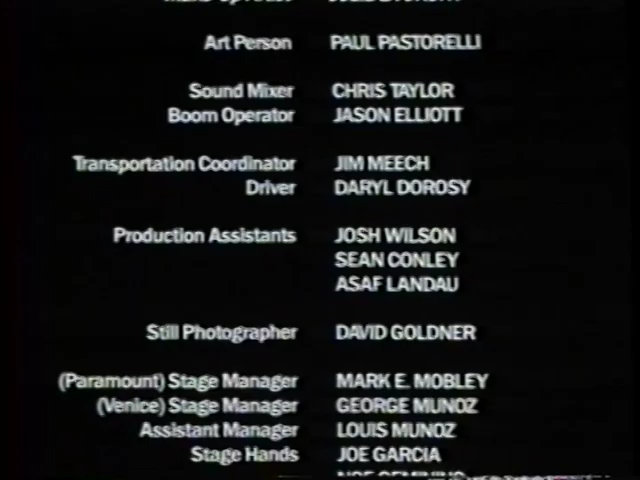 Art Person PAUL PASTORELLI
Sound Mixer CHRIS TAYLOR
Boom Operator JASON ELLIOTT
Transportation Coordinator JIM MEECH
Driver DARYL DOROSY
Production Assistants JOSH WILSON
SEAN CONLEY
ASAF LANDAU
Still Photographer DAVID GOLDNER
(Paramount) Stage Manager MARK E. MOBLEY
(Venice) Stage Manager GEORGE MUNOZ
Assistant Manager LOUIS MUNOZ
Stage Hands JOE GARCIA